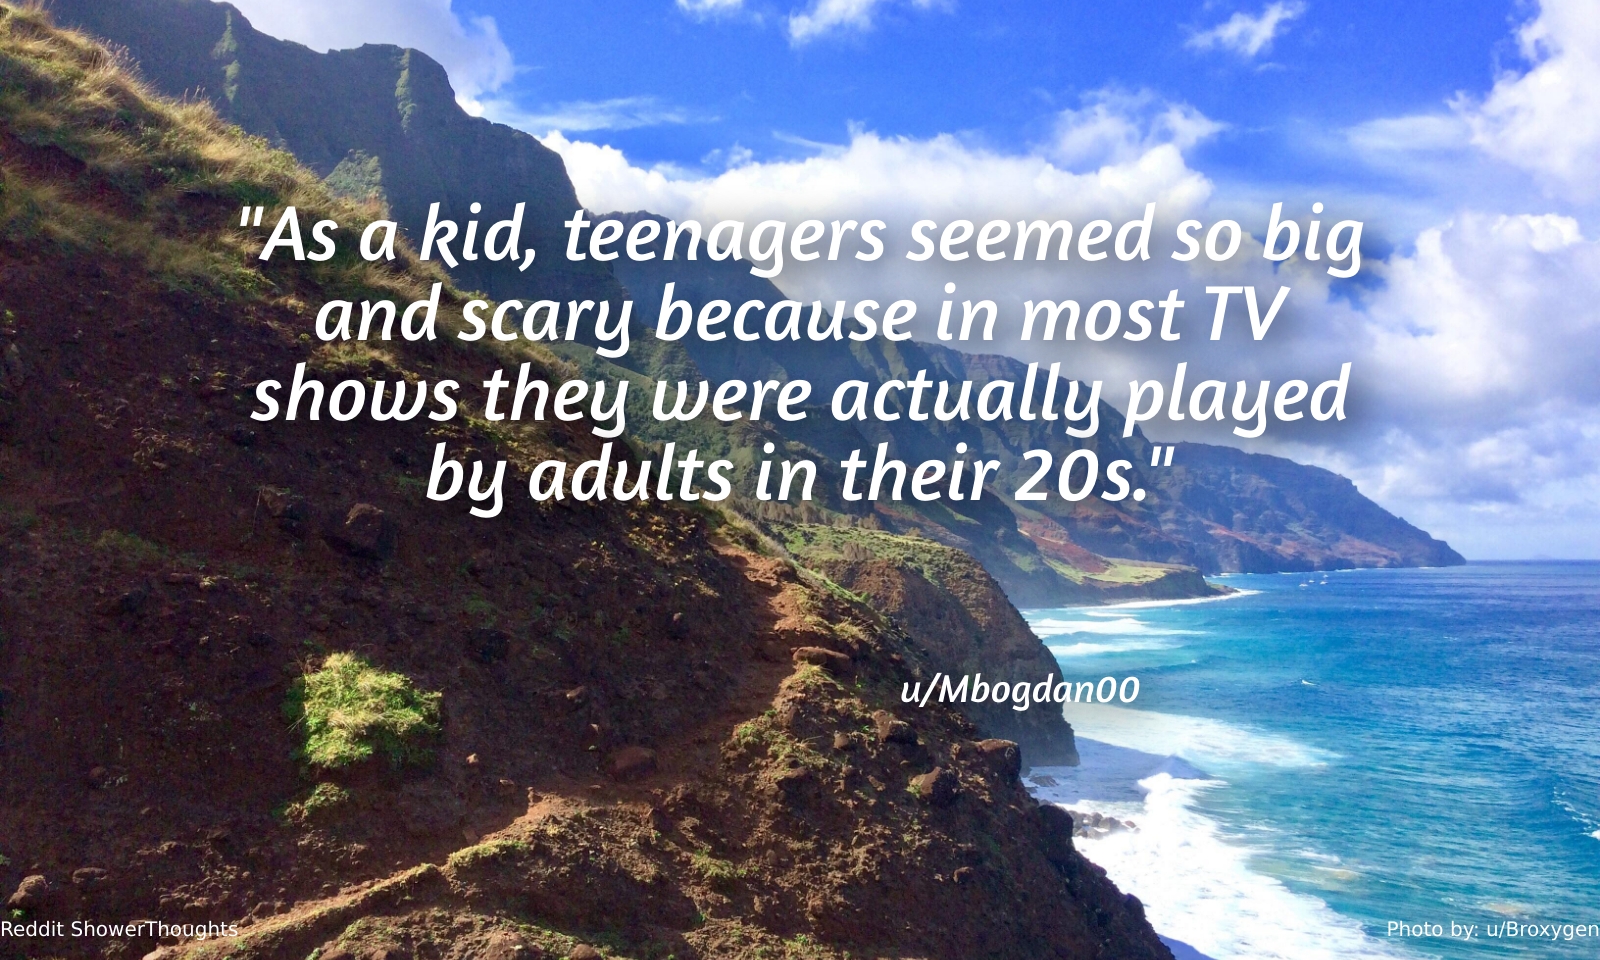 "As a kid, teenagers seemed so big
and scary because in most TV
shows they were actually played
by adults in their 20s."
u/Mbogdan00
Reddit ShowerThoughts
Photo by: u/Broxygen